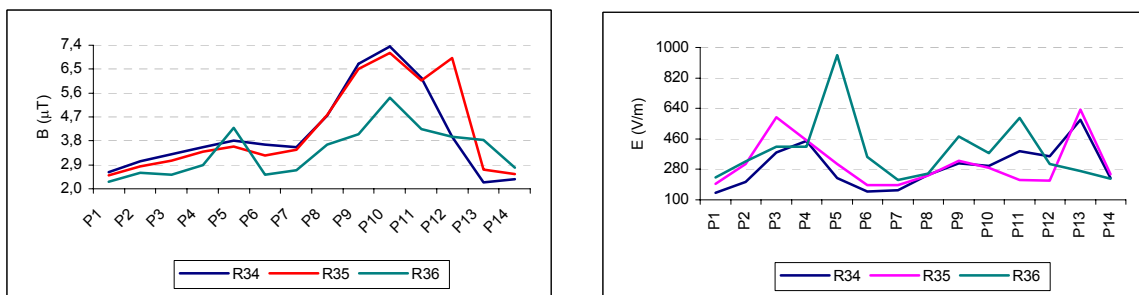 B (µT)
7,4
6,5
5,6
4,7
3,8
2,9
2,0
P1 P2 P3 P4 P5 P6 P7 P8 P9 P10 P11 P12 P13 P14
R34 R35 R36
E (V/m)
1000
820
640
460
280
100
P1 P2 P3 P4 P5 P6 P7 P8 P9 P10 P11 P12 P13 P14
R34 R35 R36